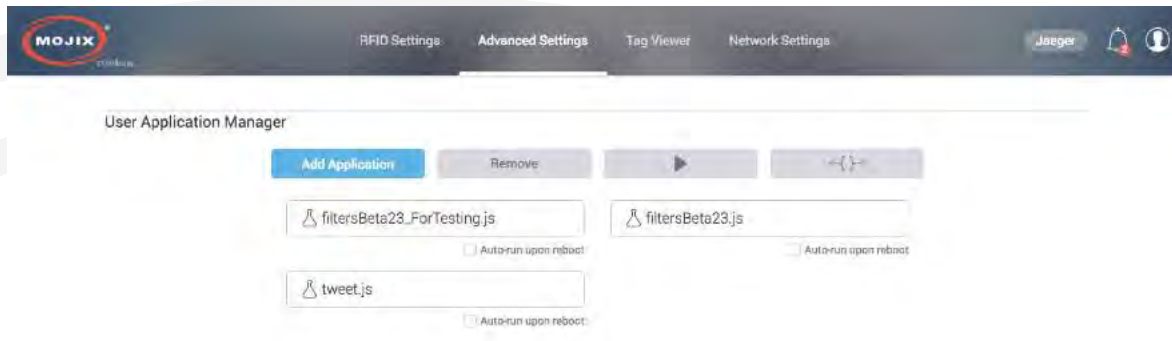 MOJIX
RFID Settings
Advanced Settings
Tag Viewer
Network Settings
Jaeger
2
User Application Manager
Add Application
Remove
-{ }-
filtersBeta23_ForTesting.js
filtersBeta23.js
Auto-run upon reboot
Auto-run upon reboot
tweet.js
Auto-run upon reboot